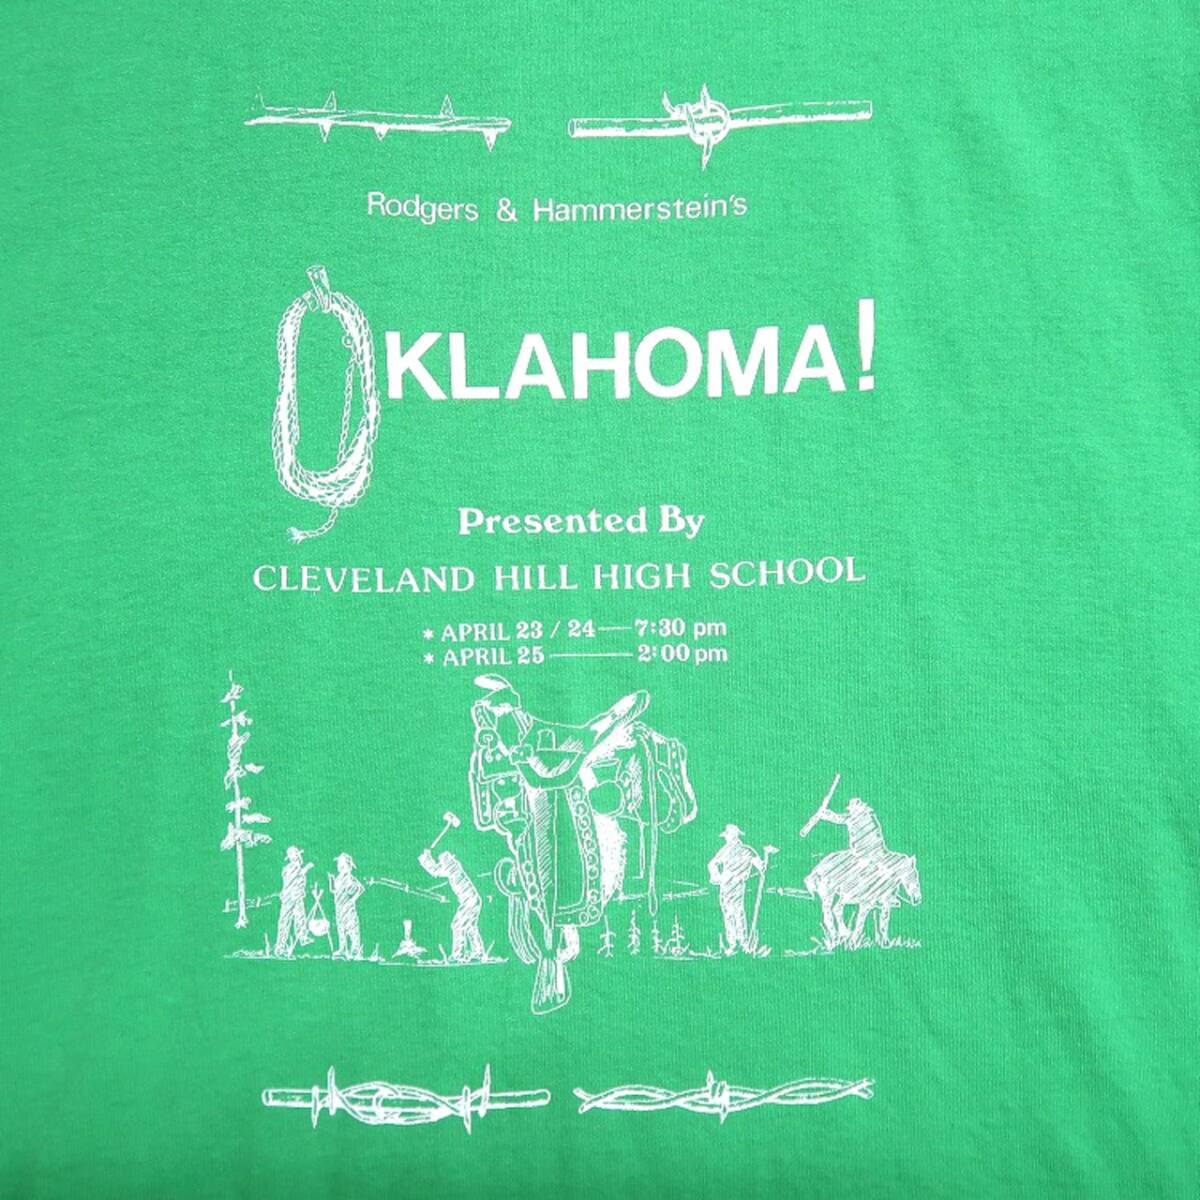 Rodgers & Hammerstein's
OKLAHOMA!
Presented By
CLEVELAND HILL HIGH SCHOOL
* APRIL 23 / 24—7:30 pm
* APRIL 25———2:00 pm